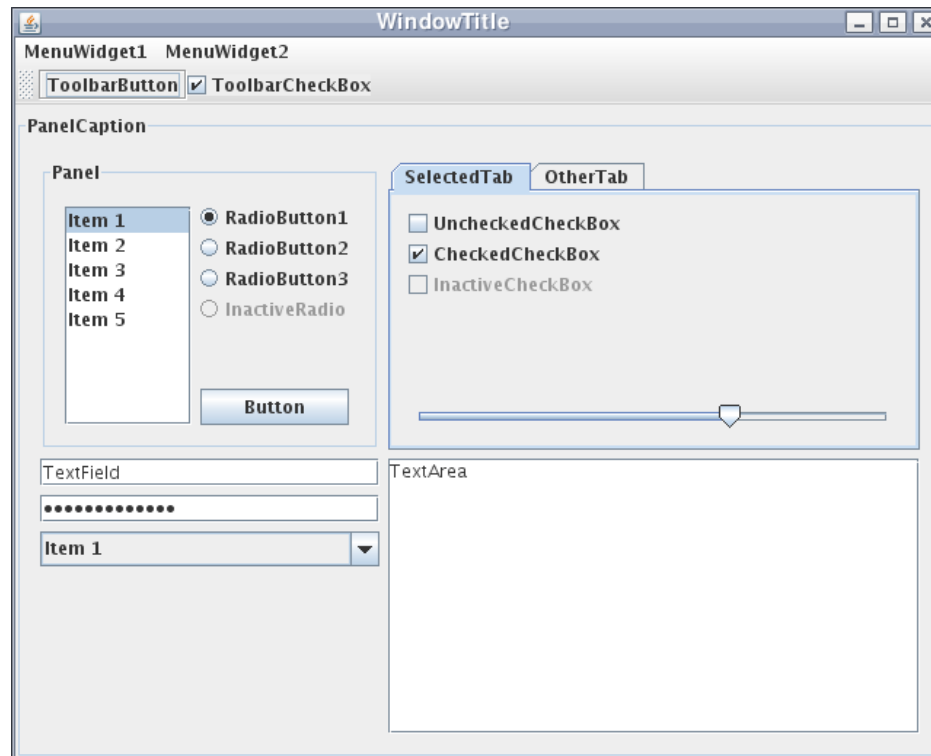 WindowTitle
MenuWidget1 MenuWidget2
ToolbarButton ToolbarCheckBox
PanelCaption
Panel
Item 1
Item 2
Item 3
Item 4
Item 5
RadioButton1
RadioButton2
RadioButton3
InactiveRadio
Button
SelectedTab OtherTab
UncheckedCheckBox
CheckedCheckBox
InactiveCheckBox
TextField
•••••••••••••
Item 1
TextArea